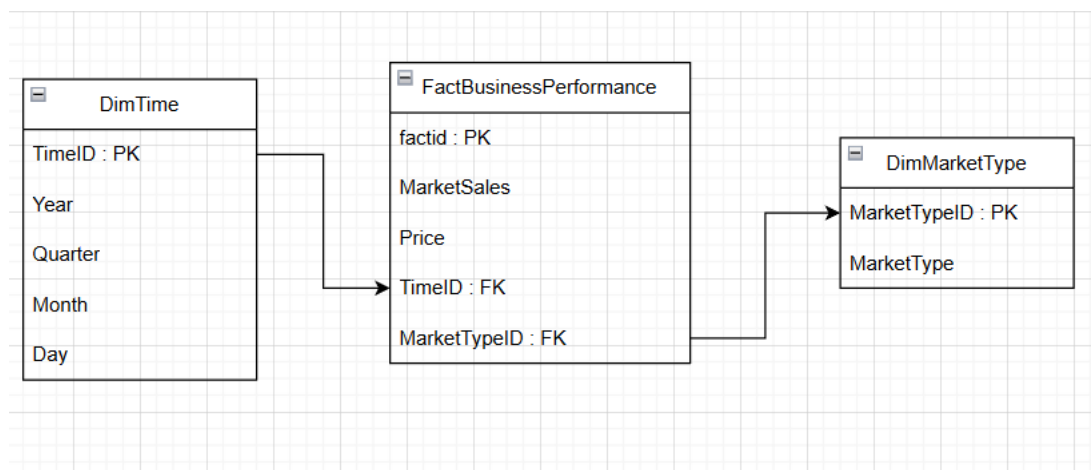 DimTime
TimeID : PK
Year
Quarter
Month
Day
FactBusinessPerformance
factid : PK
MarketSales
Price
TimeID : FK
MarketTypeID : FK
DimMarketType
MarketTypeID : PK
MarketType